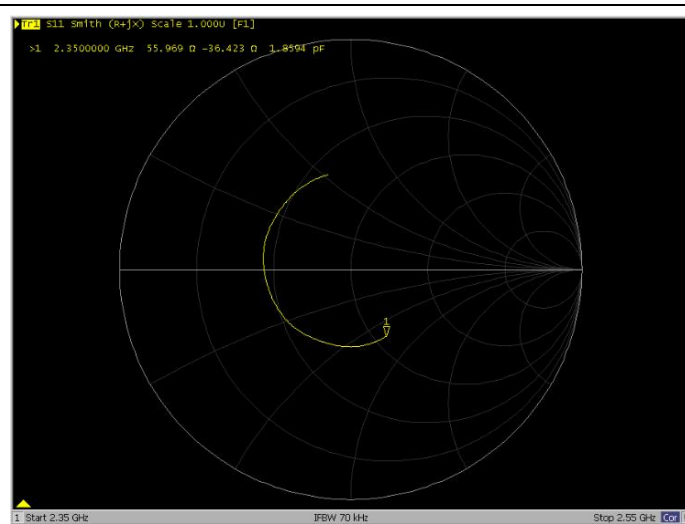 Tr1 S11 Smith (R+jX) Scale 1.000U [F1]
>1 2.3500000 GHz 55.969 Ω -36.423 Ω 1.8594 pF
1
1 Start 2.35 GHz IFBW 70 kHz Stop 2.55 GHz Cor